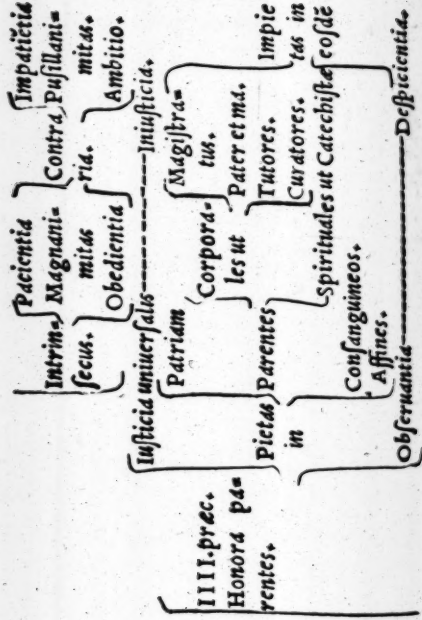 Pacientia Impatiētia
Intrin= Magnani= Contra Pusillani=
secus. mitas ria. mitas.
Obedientia Ambitio.
Iusticia uniuersalis Iniusticia.
Patriam Magistra=
IIII.præc. Corpora= tus.
Honora pa= les ut Pater et ma.
rentes. Pietas Parentes Tutores. Impie
in Curatores. tas in
Spirituales ut Catechistæ eosdē
Consanguineos.
Affines.
Obseruantia Despicientia.